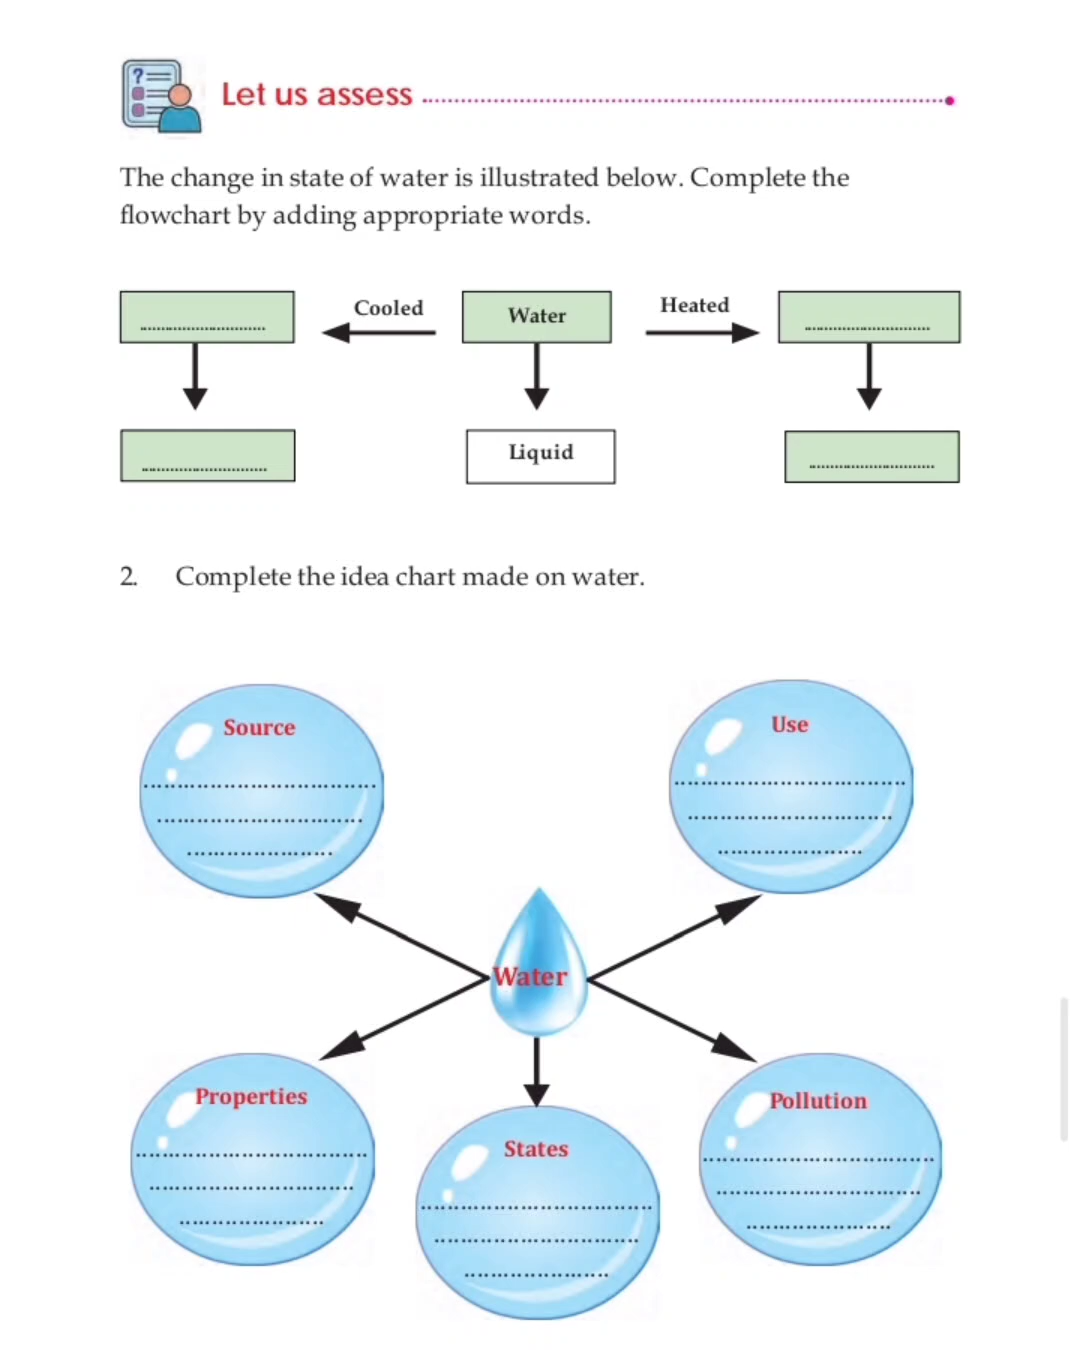 ?
Let us assess
The change in state of water is illustrated below. Complete the
flowchart by adding appropriate words.
Cooled
Water
Heated
Liquid
2. Complete the idea chart made on water.
Source
Use
Water
Properties
States
Pollution